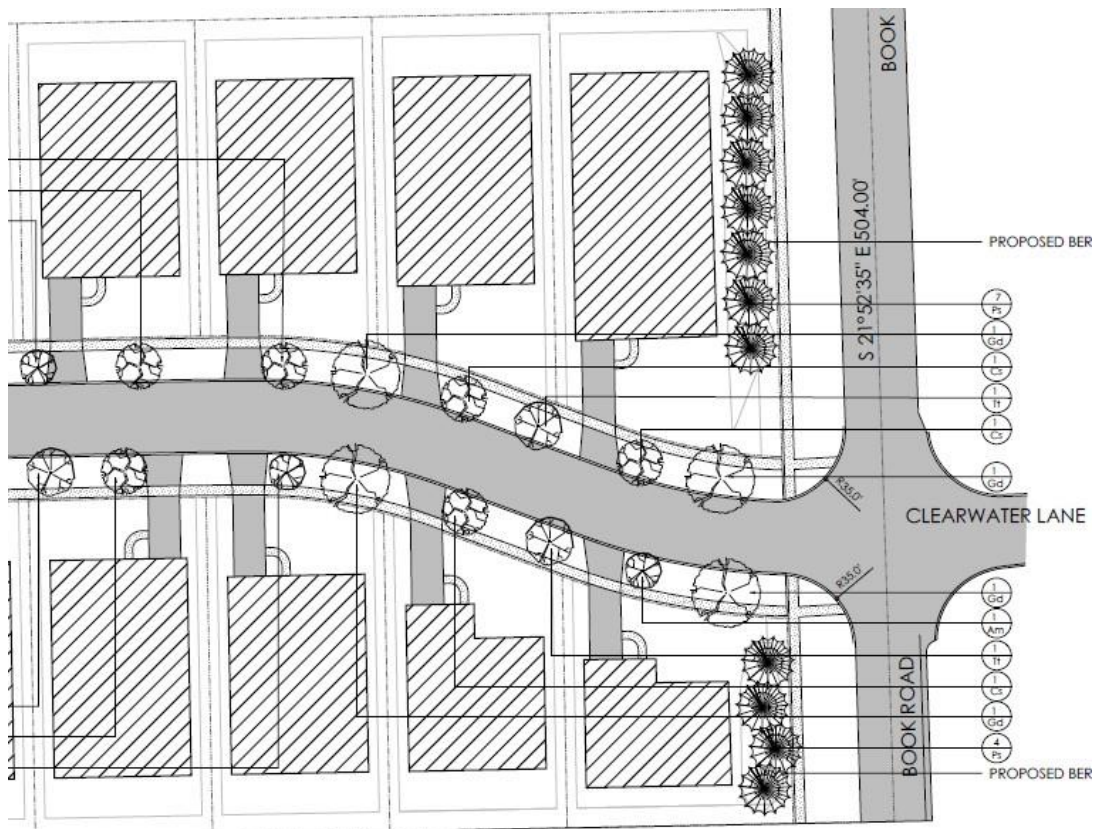 BOOK
S 21°52'35" E 504.00'
PROPOSED BER
7
Ps
1
Gd
1
Cs
1
Tt
1
Cs
1
Gd
R35.0'
CLEARWATER LANE
R35.0'
1
Gd
1
Am
1
Tt
1
Cs
1
Gd
4
Ps
BOOK ROAD
PROPOSED BER